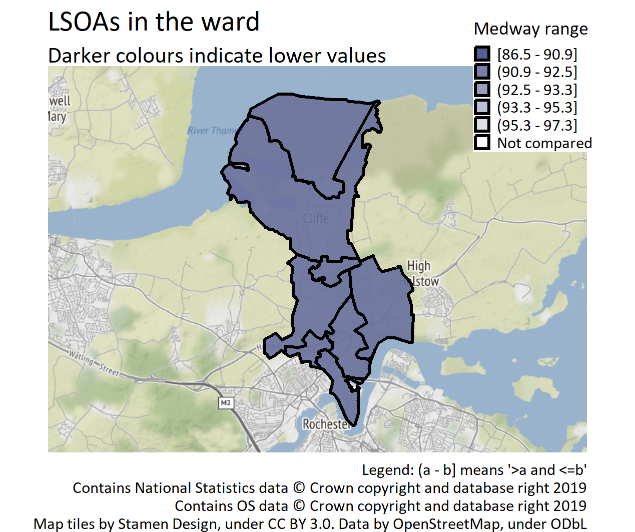 LSOAs in the ward
Darker colours indicate lower values
Medway range
[86.5 - 90.9]
(90.9 - 92.5]
(92.5 - 93.3]
(93.3 - 95.3]
(95.3 - 97.3]
Not compared
well
Mary
River Tham
Cliffe
High
lstow
Watling-Street
M2
Rochester
Legend: (a - b] means '>a and <=b'
Contains National Statistics data © Crown copyright and database right 2019
Contains OS data © Crown copyright and database right 2019
Map tiles by Stamen Design, under CC BY 3.0. Data by OpenStreetMap, under ODbL